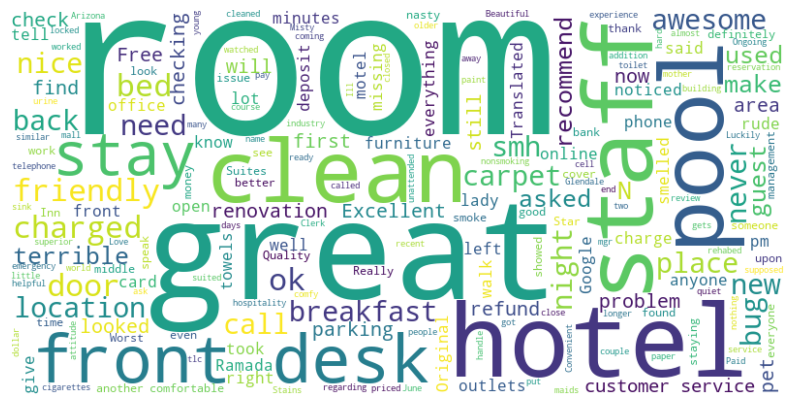 room
great
clean
hotel
staff
pool
front desk
stay
friendly
charged
terrible
location
breakfast
door
nice
need
back
bed
awesome
smh
carpet
asked
night
place
new
bug
ok
call
never
guest
used
make
area
recommend
check
tell
find
Free
checking
will
lot
office
motel
deposit
minutes
missing
everything
still
Translated
now
said
definitely
noticed
phone
rude
smelled
N
online
lady
first
furniture
know
open
Suites
better
renovation
Excellent
towels
well
Quality
Really
left
walk
refund
parking
problem
outlets
customer service
pet
pm
anyone
upon
charge
Google
Original
Ramada
right
took
looked
card
middle
front
Inn
give
time
even
Worst
another
comfortable
Star
smoke
good
bank
cover
someone
Arizona
locked
worked
look
young
cleaned
watched
issue
pay
course
many
name
industry
Misty
coming
older
Beautiful
closed
paint
away
experience
thank
hard
almost
Ongoing
toilet
addition
mother
reservation
building
Luckily
management
urine
similar
mall
work
telephone
sink
money
see
days
called
ready
unattended
nonsmoking
cell
Glendale
end
two
review
gets
mgr
rehabed
superior
Love
speak
emergency
world
little
helpful
suited
ask
Clerk
recent
showed
hospitality
comfy
people
got
close
handle
Convenient
couple
put
paper
longer
found
quiet
nothing
everyone
supposed
service
Paid
maids
staying
dollar
attitude
cigarettes
tlc
Stains
regarding
priced
June